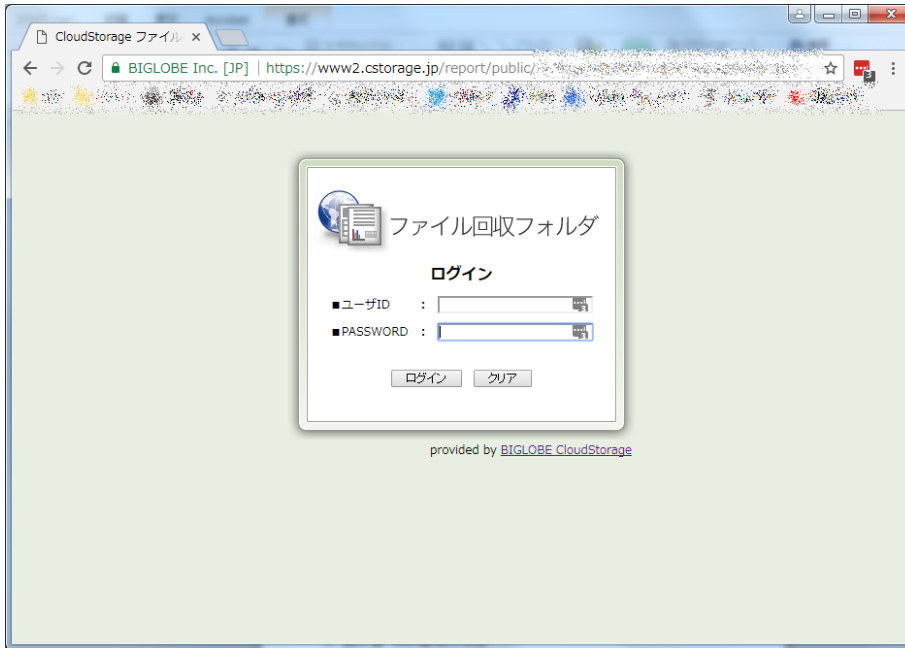 CloudStorage ファイル
BIGLOBE Inc. [JP] | https://www2.cstorage.jp/report/public/
ファイル回収フォルダ
ログイン
■ユーザID :
■PASSWORD :
ログイン クリア
provided by BIGLOBE CloudStorage